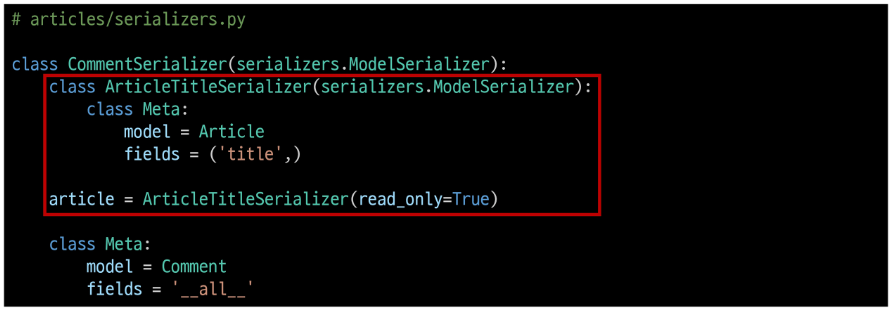 # articles/serializers.py
class CommentSerializer(serializers.ModelSerializer):
class ArticleTitleSerializer(serializers.ModelSerializer):
class Meta:
model = Article
fields = ('title',)
article = ArticleTitleSerializer(read_only=True)
class Meta:
model = Comment
fields = '__all__'